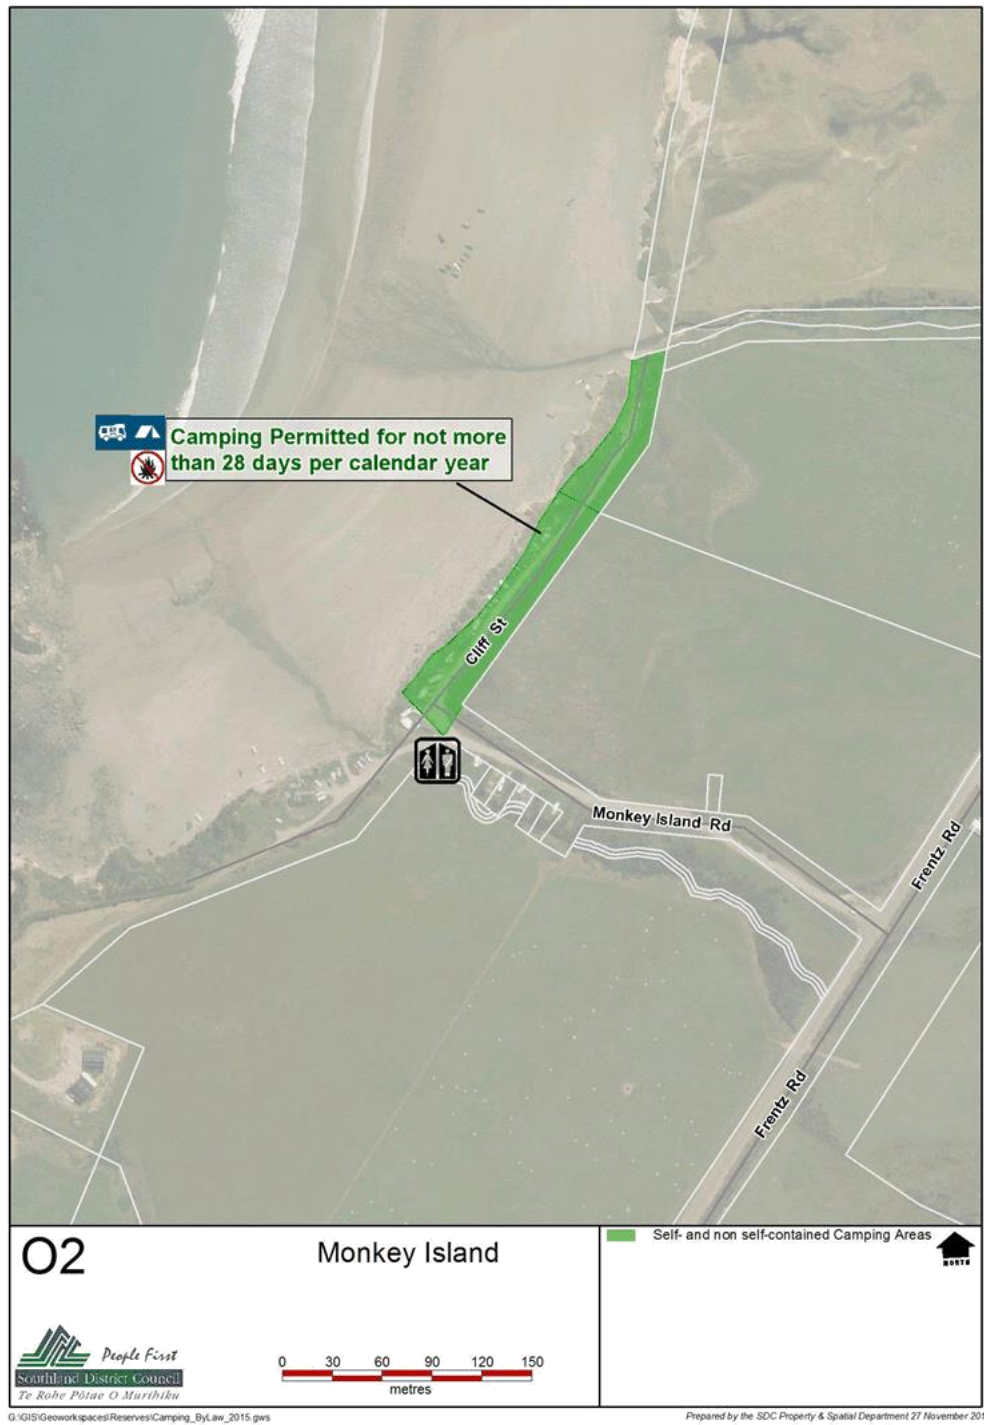 Camping Permitted for not more
than 28 days per calendar year
Cliff St
Monkey Island Rd
Frentz Rd
Frentz Rd
O2
Monkey Island
Self- and non self-contained Camping Areas
NORTH
People First
Southland District Council
Te Rohe Pōtae O Murihiku
0 30 60 90 120 150
metres
G:\GIS\Geoworkspaces\Reserves\Camping_ByLaw_2015.gws
Prepared by the SDC Property & Spatial Department 27 November